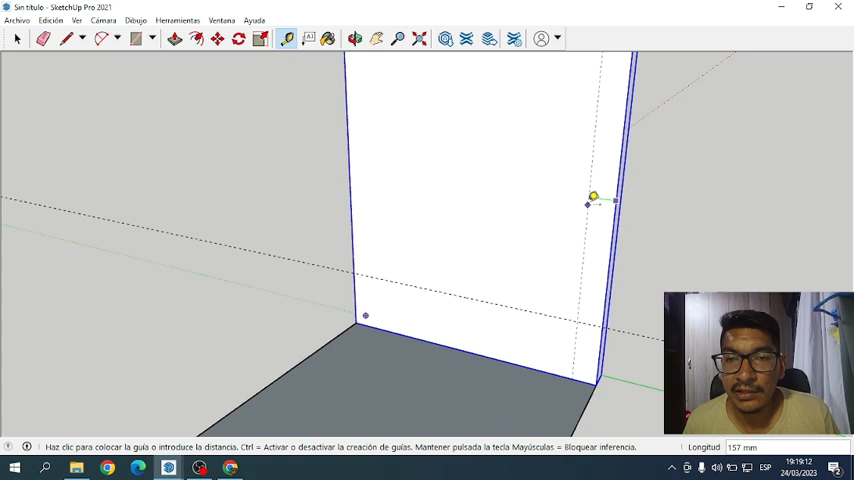 Sin título - SketchUp Pro 2021
Archivo Edición Ver Cámara Dibujo Herramientas Ventana Ayuda
Haz clic para colocar la guía o introduce la distancia. Ctrl = Activar o desactivar la creación de guías. Mantener pulsada la tecla Mayúsculas = Bloquear inferencia.
Longitud 157 mm
ESP
19:19:12
24/03/2023
2